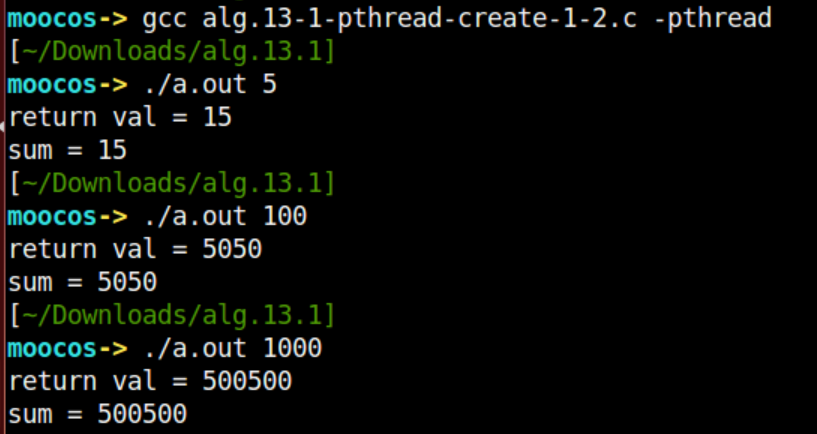 moocos-> gcc alg.13-1-pthread-create-1-2.c -pthread
[~/Downloads/alg.13.1]
moocos-> ./a.out 5
return val = 15
sum = 15
[~/Downloads/alg.13.1]
moocos-> ./a.out 100
return val = 5050
sum = 5050
[~/Downloads/alg.13.1]
moocos-> ./a.out 1000
return val = 500500
sum = 500500